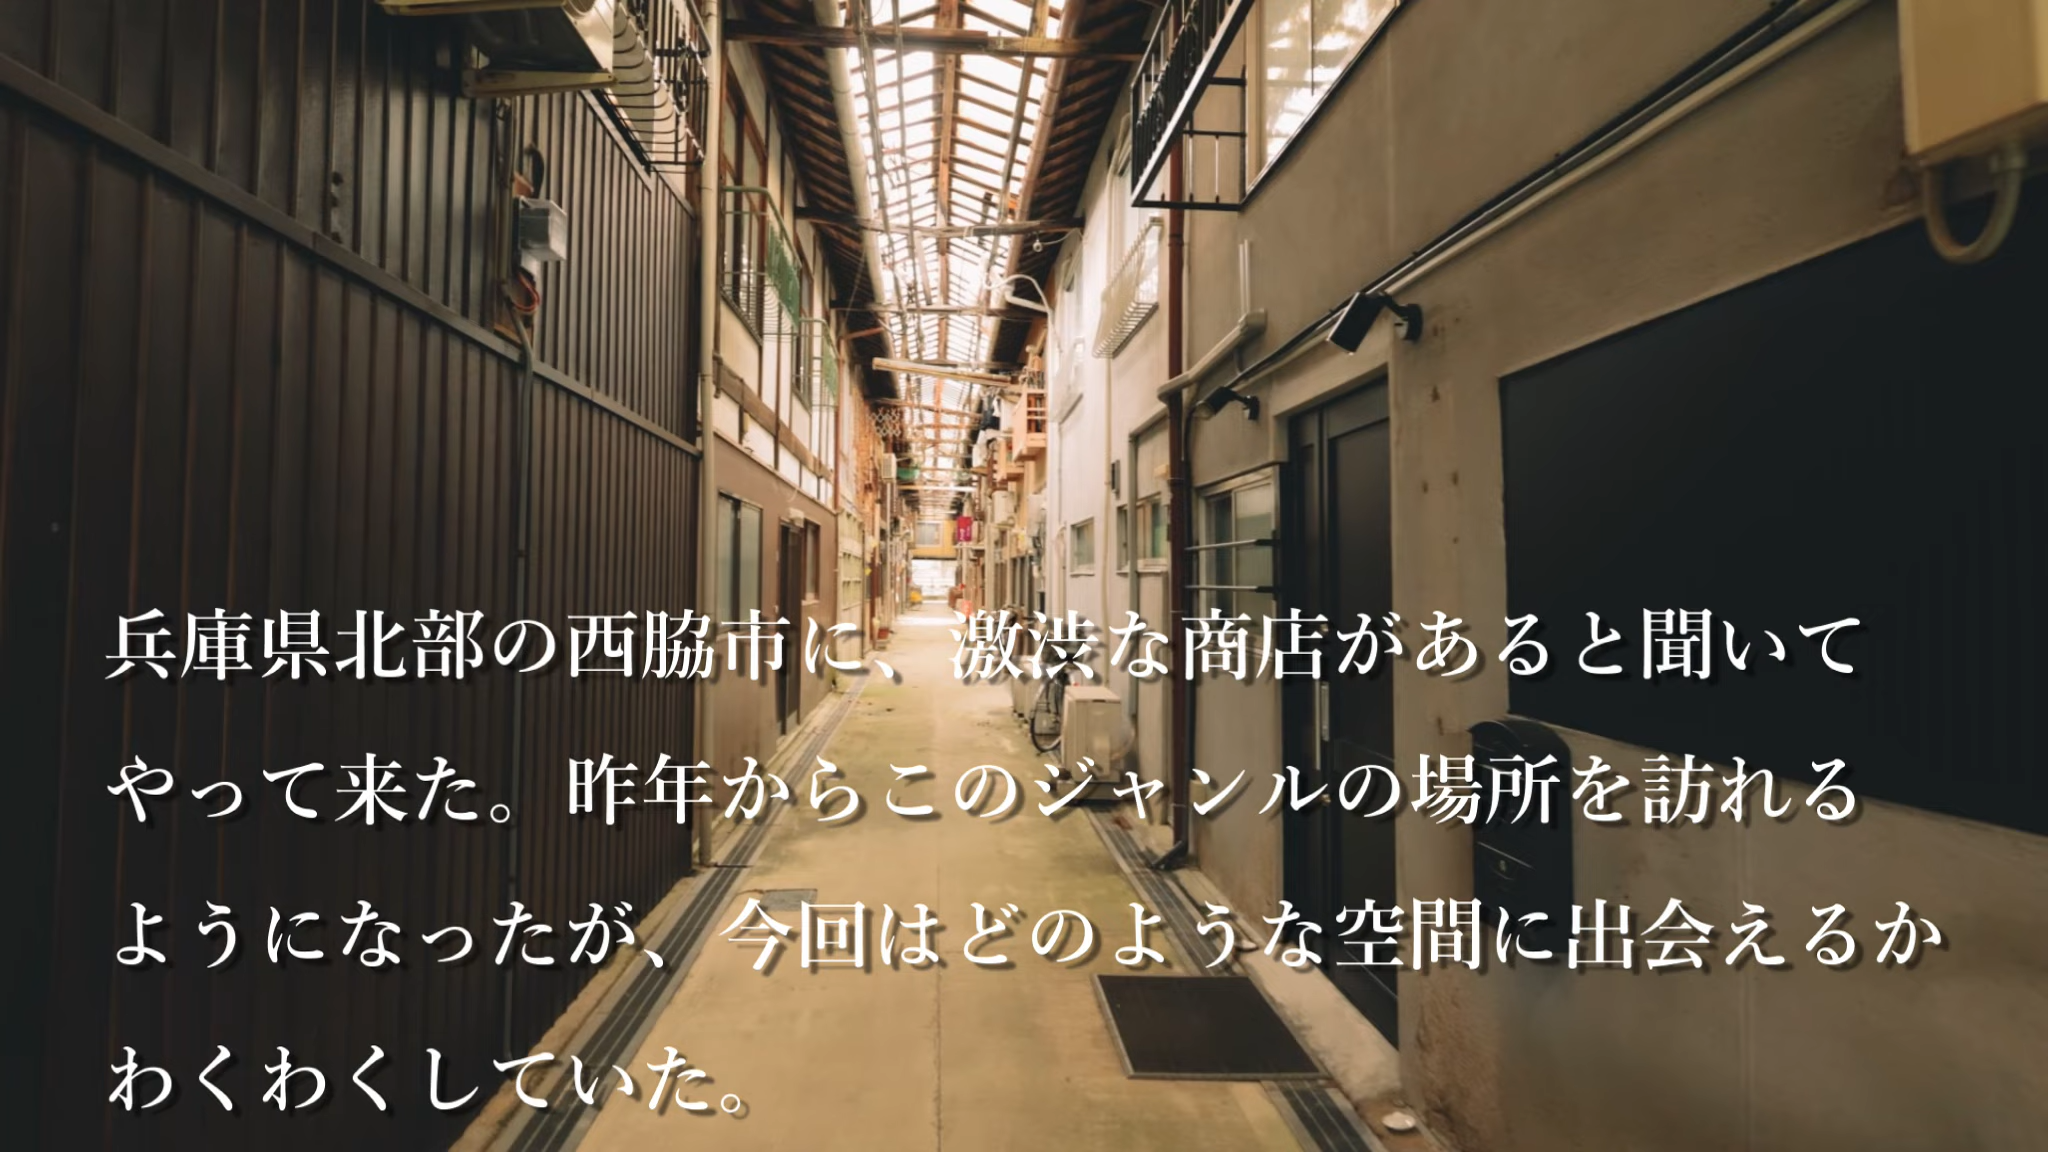 兵庫県北部の西脇市に、激渋な商店があると聞いて
やって来た。昨年からこのジャンルの場所を訪れる
ようになったが、今回はどのような空間に出会えるか
わくわくしていた。